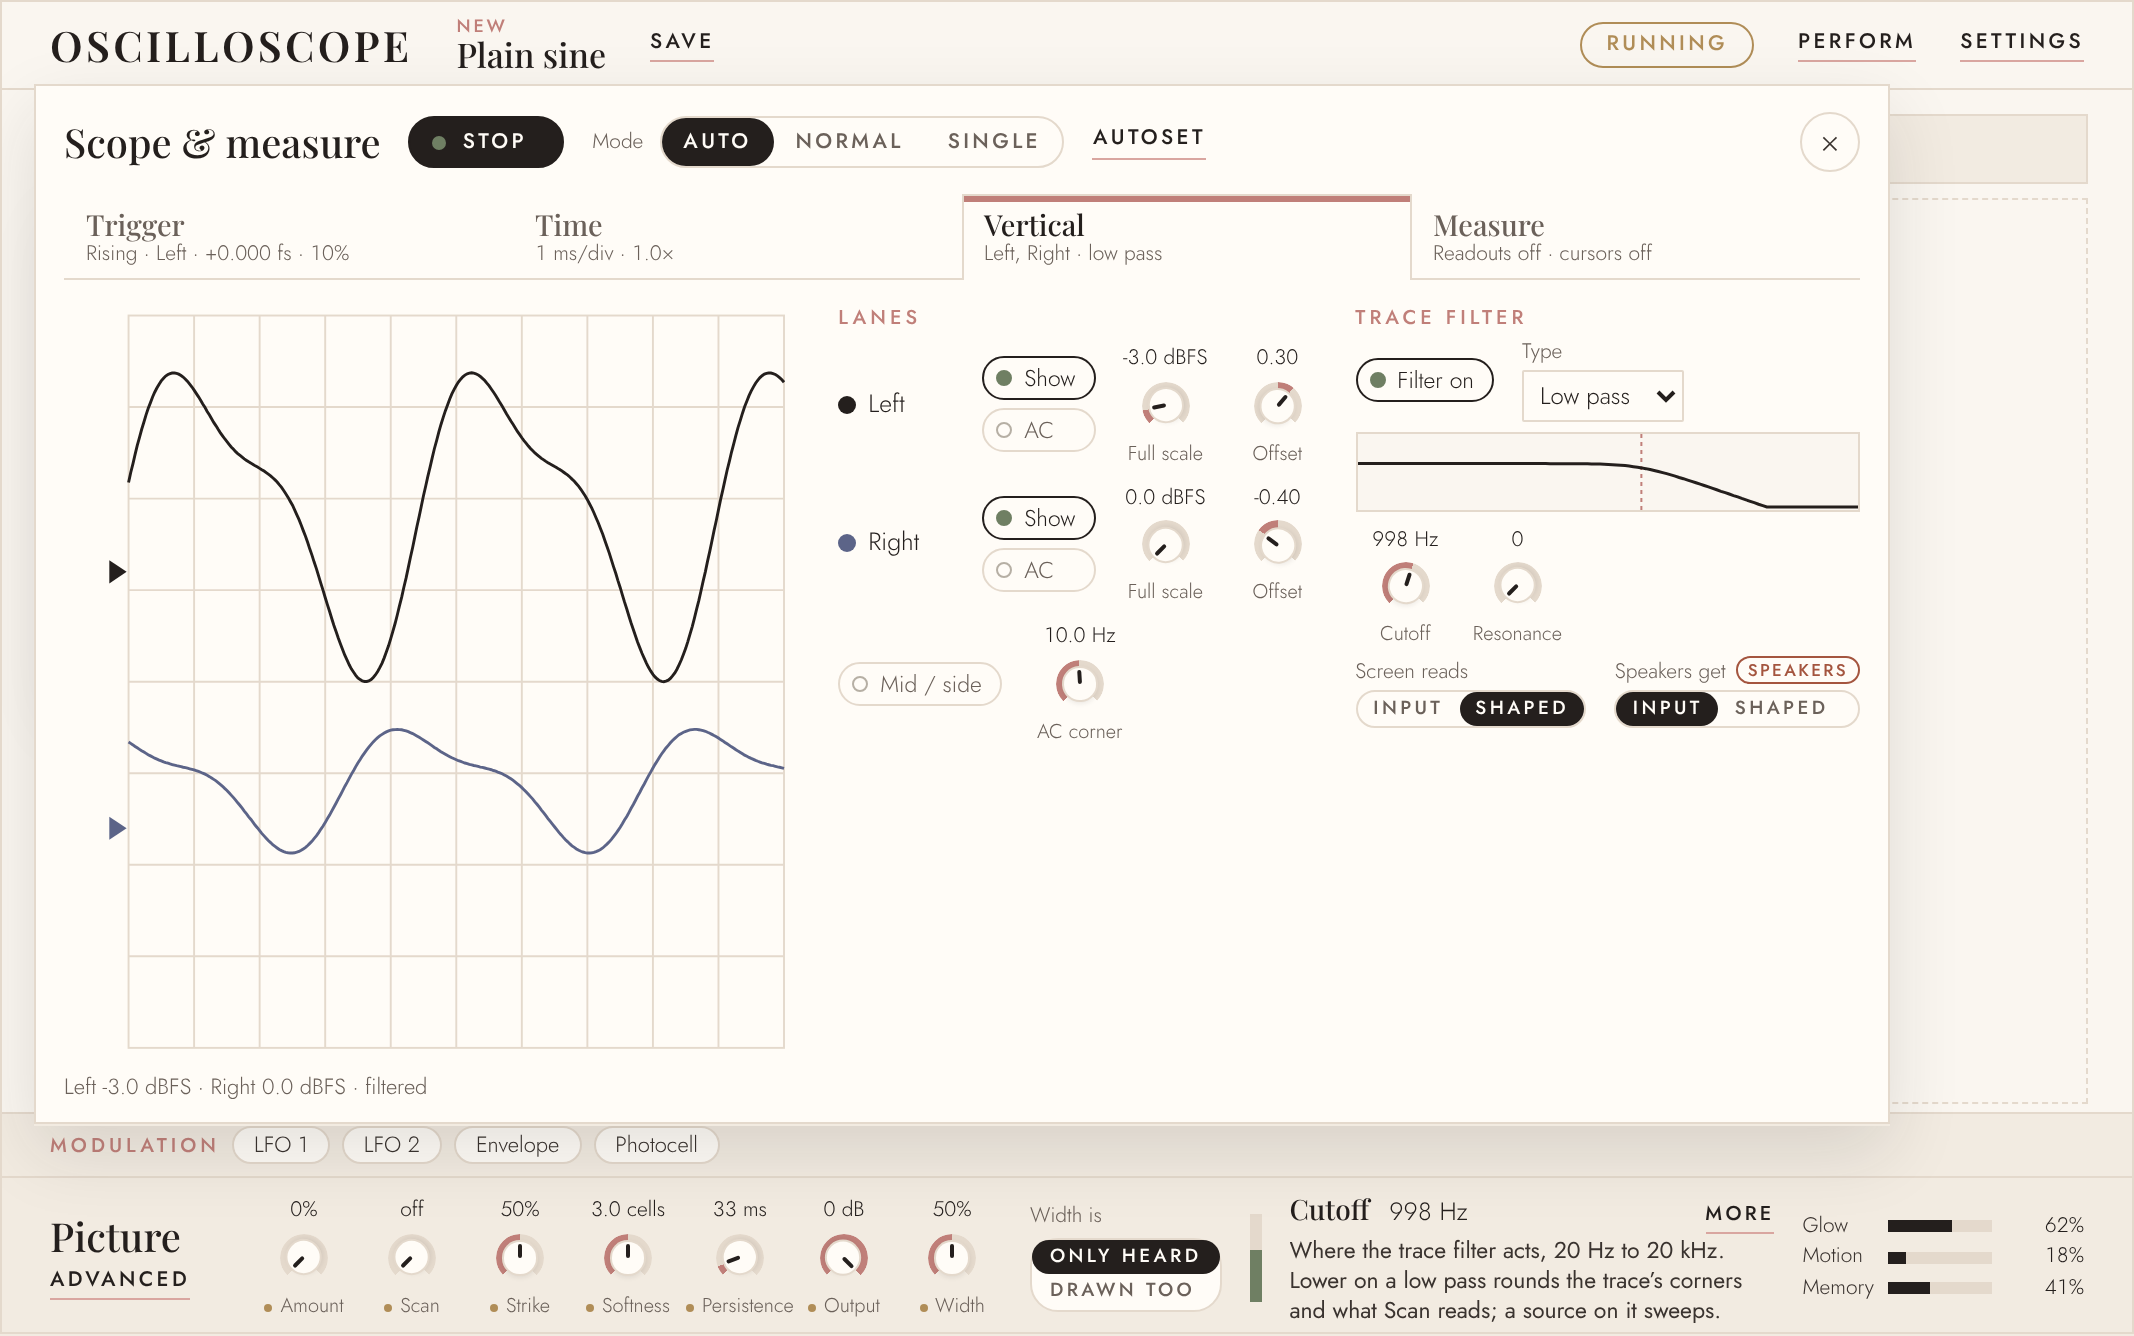 OSCILLOSCOPE
NEW
Plain sine
SAVE
RUNNING
PERFORM
SETTINGS
Scope & measure
STOP
Mode
AUTO
NORMAL
SINGLE
AUTOSET
×
Trigger
Rising · Left · +0.000 fs · 10%
Time
1 ms/div · 1.0×
Vertical
Left, Right · low pass
Measure
Readouts off · cursors off
LANES
Left
Show
AC
-3.0 dBFS
Full scale
0.30
Offset
Right
Show
AC
0.0 dBFS
Full scale
-0.40
Offset
Mid / side
10.0 Hz
AC corner
TRACE FILTER
Filter on
Type
Low pass
998 Hz
Cutoff
0
Resonance
Screen reads
INPUT
SHAPED
Speakers get
SPEAKERS
INPUT
SHAPED
Left -3.0 dBFS · Right 0.0 dBFS · filtered
MODULATION
LFO 1
LFO 2
Envelope
Photocell
Picture
ADVANCED
0%
Amount
off
Scan
50%
Strike
3.0 cells
Softness
33 ms
Persistence
0 dB
Output
50%
Width
Width is
ONLY HEARD
DRAWN TOO
Cutoff 998 Hz
MORE
Where the trace filter acts, 20 Hz to 20 kHz.
Lower on a low pass rounds the trace's corners
and what Scan reads; a source on it sweeps.
Glow 62%
Motion 18%
Memory 41%